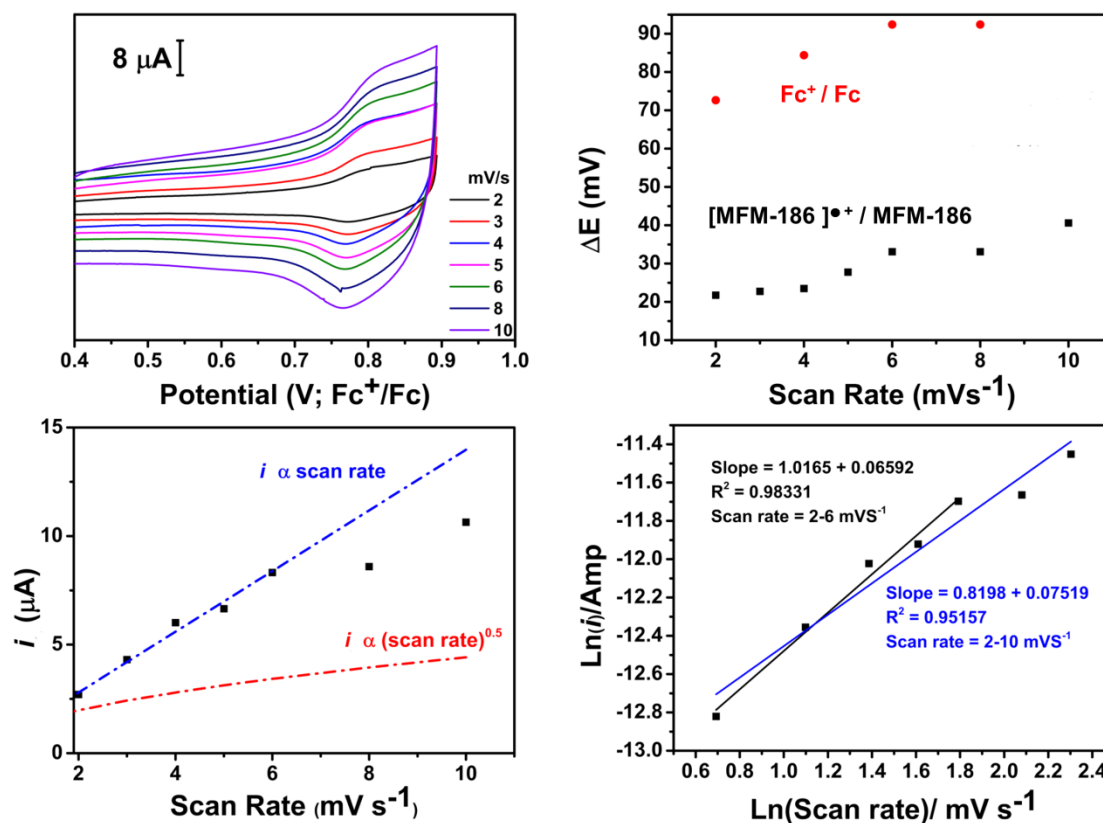 8 μA
mV/s
2
3
4
5
6
8
10
0.4 0.5 0.6 0.7 0.8 0.9 1.0
Potential (V; Fc⁺/Fc)
90
80
70
60
50
40
30
20
10
ΔE (mV)
Fc⁺ / Fc
[MFM-186 ]●⁺ / MFM-186
2 4 6 8 10
Scan Rate (mVs⁻¹)
15
10
5
0
i (μA)
i α scan rate
i α (scan rate)⁰·⁵
2 4 6 8 10
Scan Rate (mV s⁻¹)
-11.4
-11.6
-11.8
-12.0
-12.2
-12.4
-12.6
-12.8
-13.0
Ln(i)/Amp
Slope = 1.0165 + 0.06592
R² = 0.98331
Scan rate = 2-6 mVS⁻¹
Slope = 0.8198 + 0.07519
R² = 0.95157
Scan rate = 2-10 mVS⁻¹
0.6 0.8 1.0 1.2 1.4 1.6 1.8 2.0 2.2 2.4
Ln(Scan rate)/ mV s⁻¹